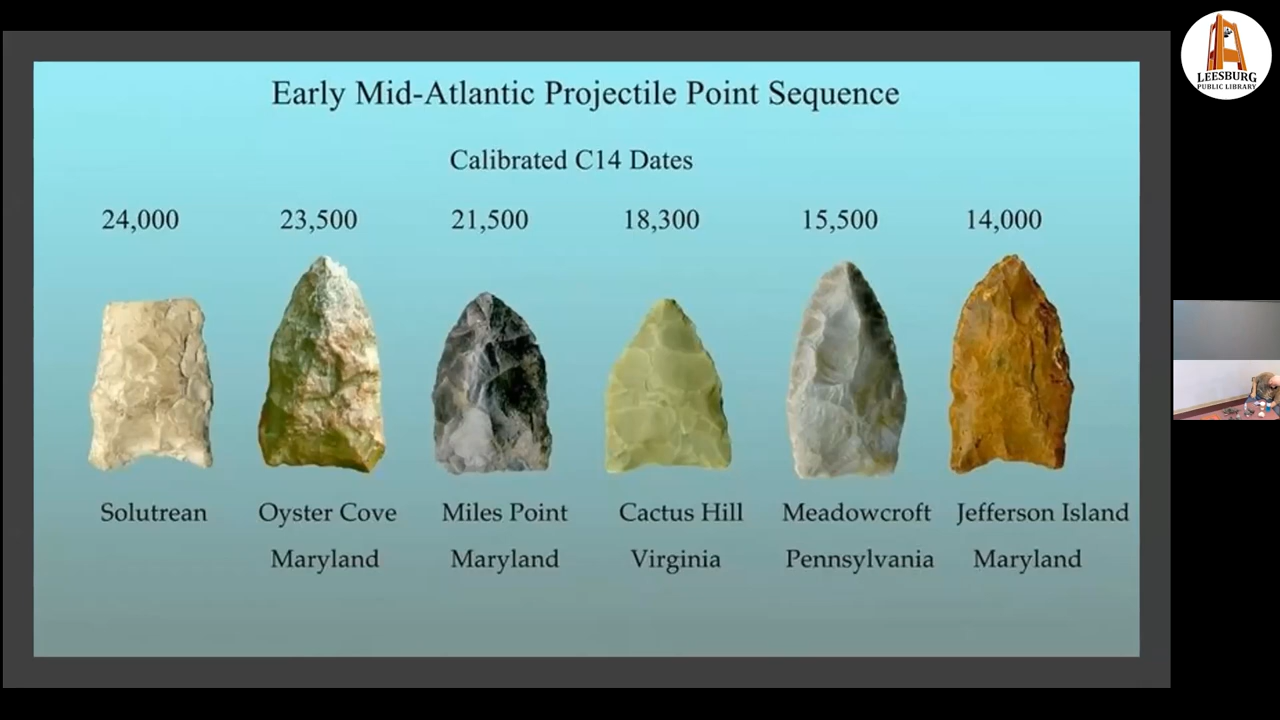 LEESBURG
PUBLIC LIBRARY
Early Mid-Atlantic Projectile Point Sequence
Calibrated C14 Dates
24,000 23,500 21,500 18,300 15,500 14,000
Solutrean Oyster Cove Miles Point Cactus Hill Meadowcroft Jefferson Island
Maryland Maryland Virginia Pennsylvania Maryland